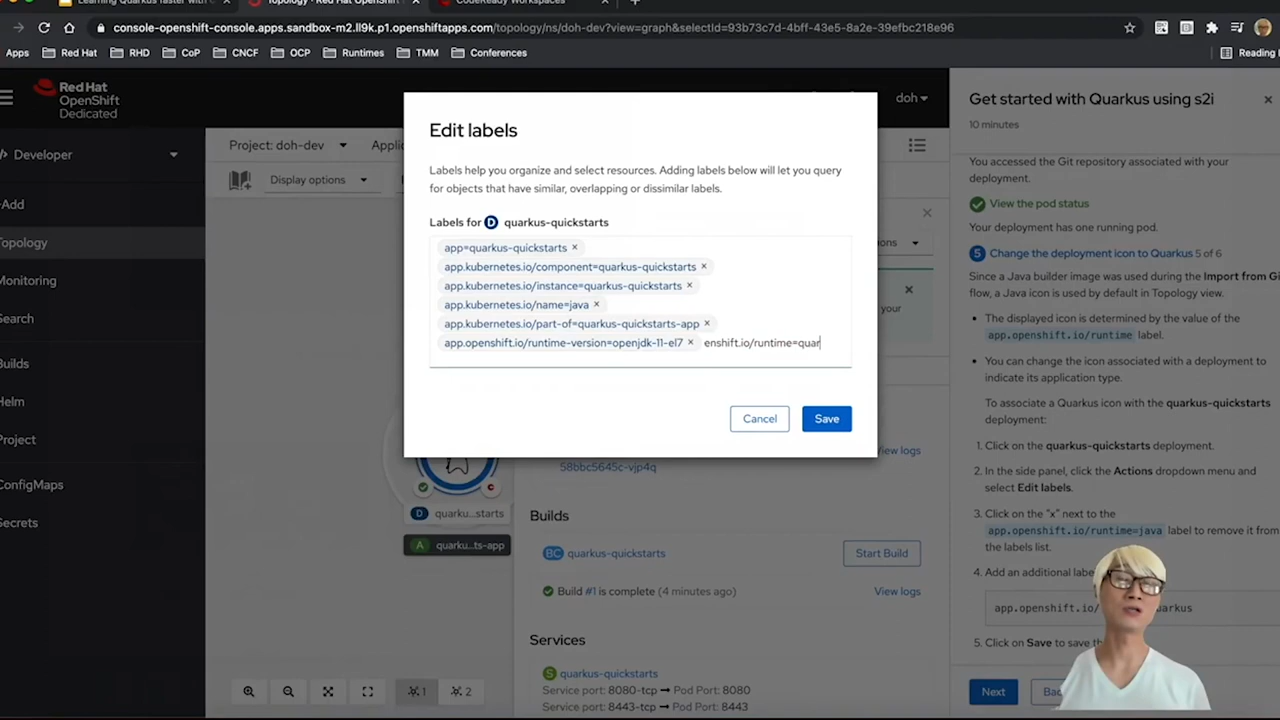 Learning Quarkus faster with
Topology · Red Hat OpenShift
CodeReady Workspaces
console-openshift-console.apps.sandbox-m2.ll9k.p1.openshiftapps.com/topology/ns/doh-dev?view=graph&selectId=93b73c7d-4bff-43e5-8a2e-39efbc218e96
Apps Red Hat RHD CoP CNCF OCP Runtimes TMM Conferences Reading
Red Hat
OpenShift
Dedicated
doh
Developer
+Add
Topology
Monitoring
Search
Builds
Helm
Project
ConfigMaps
Secrets
Project: doh-dev
Display options
Edit labels
Labels help you organize and select resources. Adding labels below will let you query
for objects that have similar, overlapping or dissimilar labels.
Labels for D quarkus-quickstarts
app=quarkus-quickstarts ×
app.kubernetes.io/component=quarkus-quickstarts ×
app.kubernetes.io/instance=quarkus-quickstarts ×
app.kubernetes.io/name=java ×
app.kubernetes.io/part-of=quarkus-quickstarts-app ×
app.openshift.io/runtime-version=openjdk-11-el7 × enshift.io/runtime=quar
Cancel Save
your
58bbc5645c-vjp4q
View logs
D quarku...starts
A quarku...ts-app
Builds
BC quarkus-quickstarts Start Build
Build #1 is complete (4 minutes ago) View logs
Services
S quarkus-quickstarts
Service port: 8080-tcp → Pod Port: 8080
Service port: 8443-tcp → Pod Port: 8443
1 2
Get started with Quarkus using s2i ×
10 minutes
You accessed the Git repository associated with your
deployment.
View the pod status
Your deployment has one running pod.
5 Change the deployment icon to Quarkus 5 of 6
Since a Java builder image was used during the Import from Gi
flow, a Java icon is used by default in Topology view.
• The displayed icon is determined by the value of the
app.openshift.io/runtime label.
• You can change the icon associated with a deployment to
indicate its application type.
To associate a Quarkus icon with the quarkus-quickstarts
deployment:
1. Click on the quarkus-quickstarts deployment.
2. In the side panel, click the Actions dropdown menu and
select Edit labels.
3. Click on the "x" next to the
app.openshift.io/runtime=java label to remove it from
the labels list.
4. Add an additional labe
app.openshift.io/ arkus
5. Click on Save to save th
Next Bac